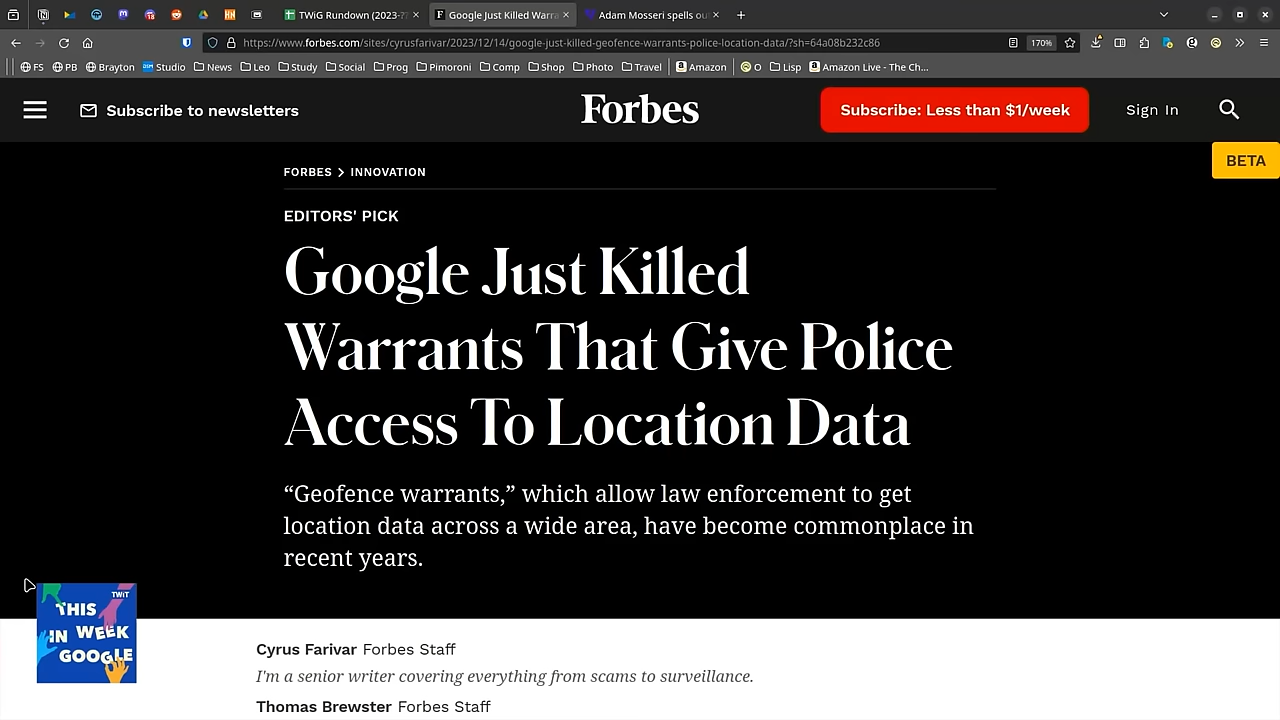 TWiG Rundown (2023-??
Google Just Killed Warra
Adam Mosseri spells ou
https://www.forbes.com/sites/cyrusfarivar/2023/12/14/google-just-killed-geofence-warrants-police-location-data/?sh=64a08b232c86
170%
FS PB Brayton Studio News Leo Study Social Prog Pimoroni Comp Shop Photo Travel Amazon O Lisp Amazon Live - The Ch...
Subscribe to newsletters
Forbes
Subscribe: Less than $1/week
Sign In
BETA
FORBES > INNOVATION
EDITORS' PICK
Google Just Killed
Warrants That Give Police
Access To Location Data
“Geofence warrants,” which allow law enforcement to get
location data across a wide area, have become commonplace in
recent years.
TWiT
THIS
IN WEEK
GOOGLE
Cyrus Farivar Forbes Staff
I'm a senior writer covering everything from scams to surveillance.
Thomas Brewster Forbes Staff